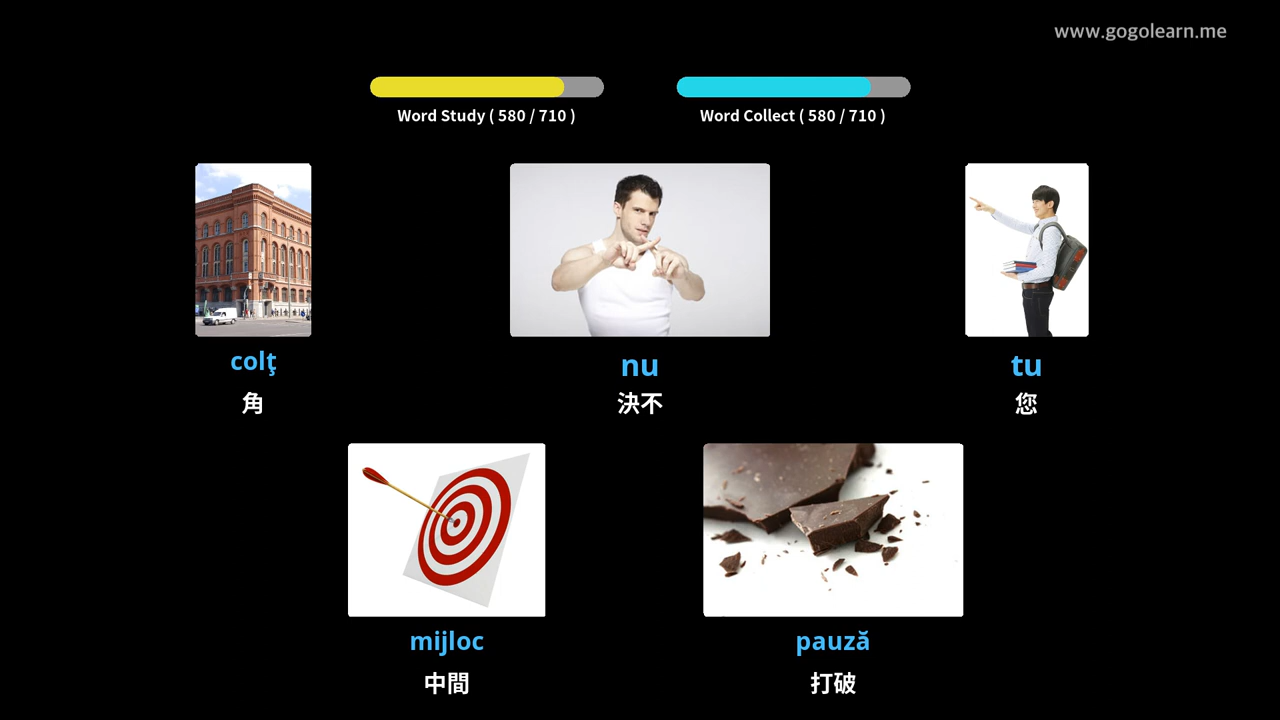 www.gogolearn.me
Word Study ( 580 / 710 )
Word Collect ( 580 / 710 )
colţ
角
nu
決不
tu
您
mijloc
中間
pauză
打破